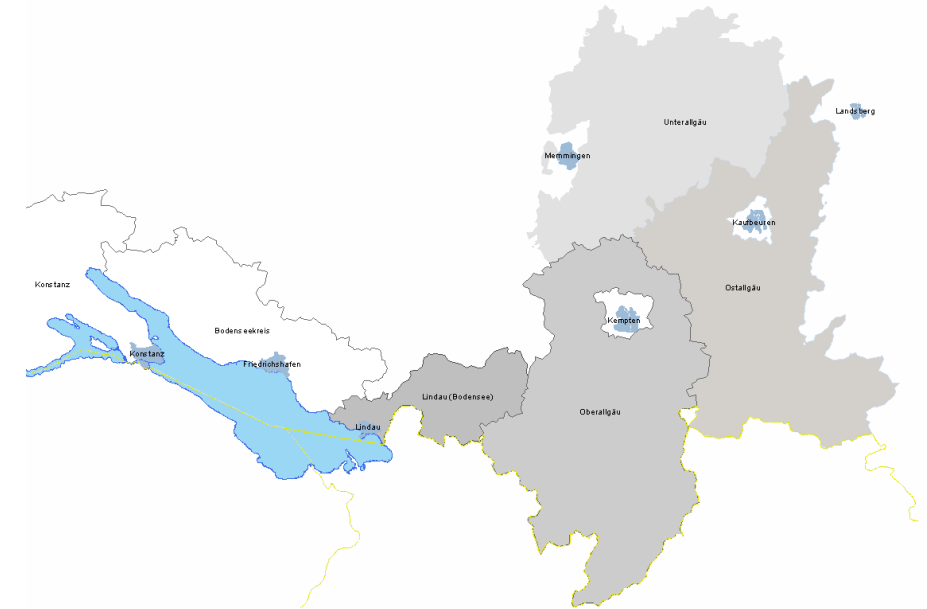 Landsberg
Unterallgäu
Memmingen
Kaufbeuren
Konstanz
Ostallgäu
Kempten
Bodenseekreis
Konstanz
Friedrichshafen
Lindau (Bodensee)
Oberallgäu
Lindau